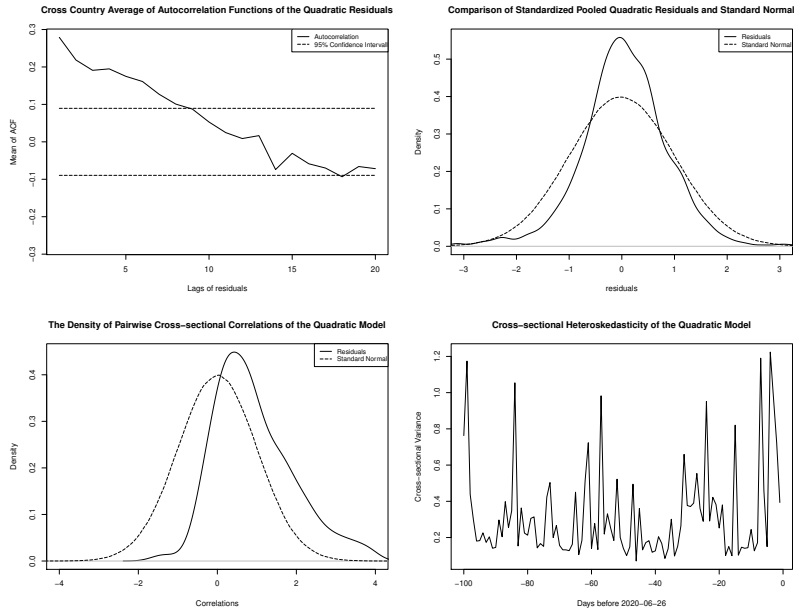 Cross Country Average of Autocorrelation Functions of the Quadratic Residuals
Autocorrelation
95% Confidence Interval
0.3
0.2
0.1
0.0
−0.1
−0.2
−0.3
Mean of ACF
5
10
15
20
Lags of residuals
Comparison of Standardized Pooled Quadratic Residuals and Standard Normal
Residuals
Standard Normal
0.5
0.4
0.3
0.2
0.1
0.0
Density
−3
−2
−1
0
1
2
3
residuals
The Density of Pairwise Cross−sectional Correlations of the Quadratic Model
Residuals
Standard Normal
0.4
0.3
0.2
0.1
0.0
Density
−4
−2
0
2
4
Correlations
Cross−sectional Heteroskedasticity of the Quadratic Model
1.2
1.0
0.8
0.6
0.4
0.2
Cross−sectional Variance
−100
−80
−60
−40
−20
0
Days before 2020−06−26